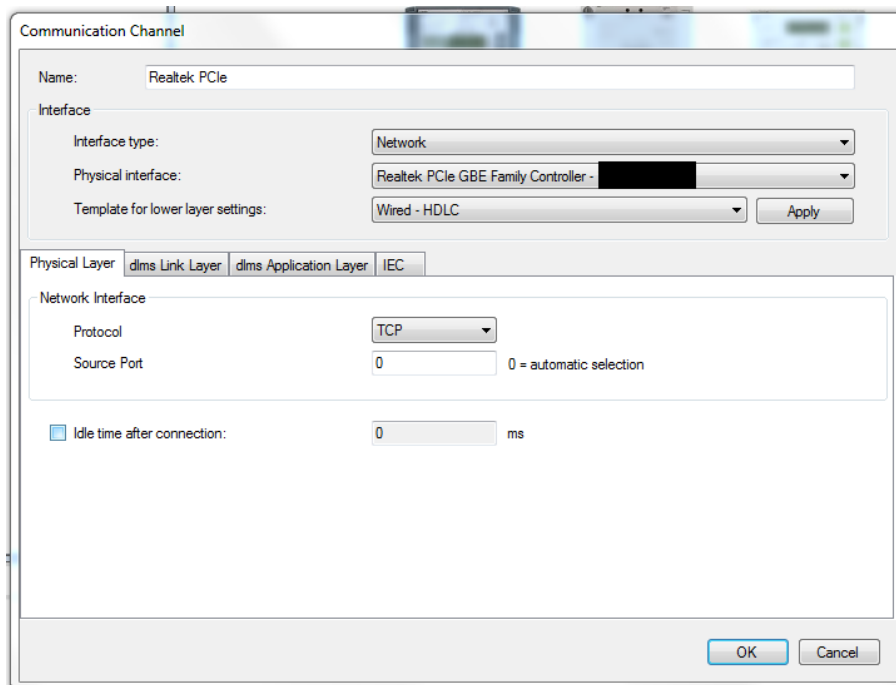 Communication Channel
Name: Realtek PCIe
Interface
Interface type: Network
Physical interface: Realtek PCIe GBE Family Controller -
Template for lower layer settings: Wired - HDLC Apply
Physical Layer dlms Link Layer dlms Application Layer IEC
Network Interface
Protocol TCP
Source Port 0 0 = automatic selection
Idle time after connection: 0 ms
OK Cancel